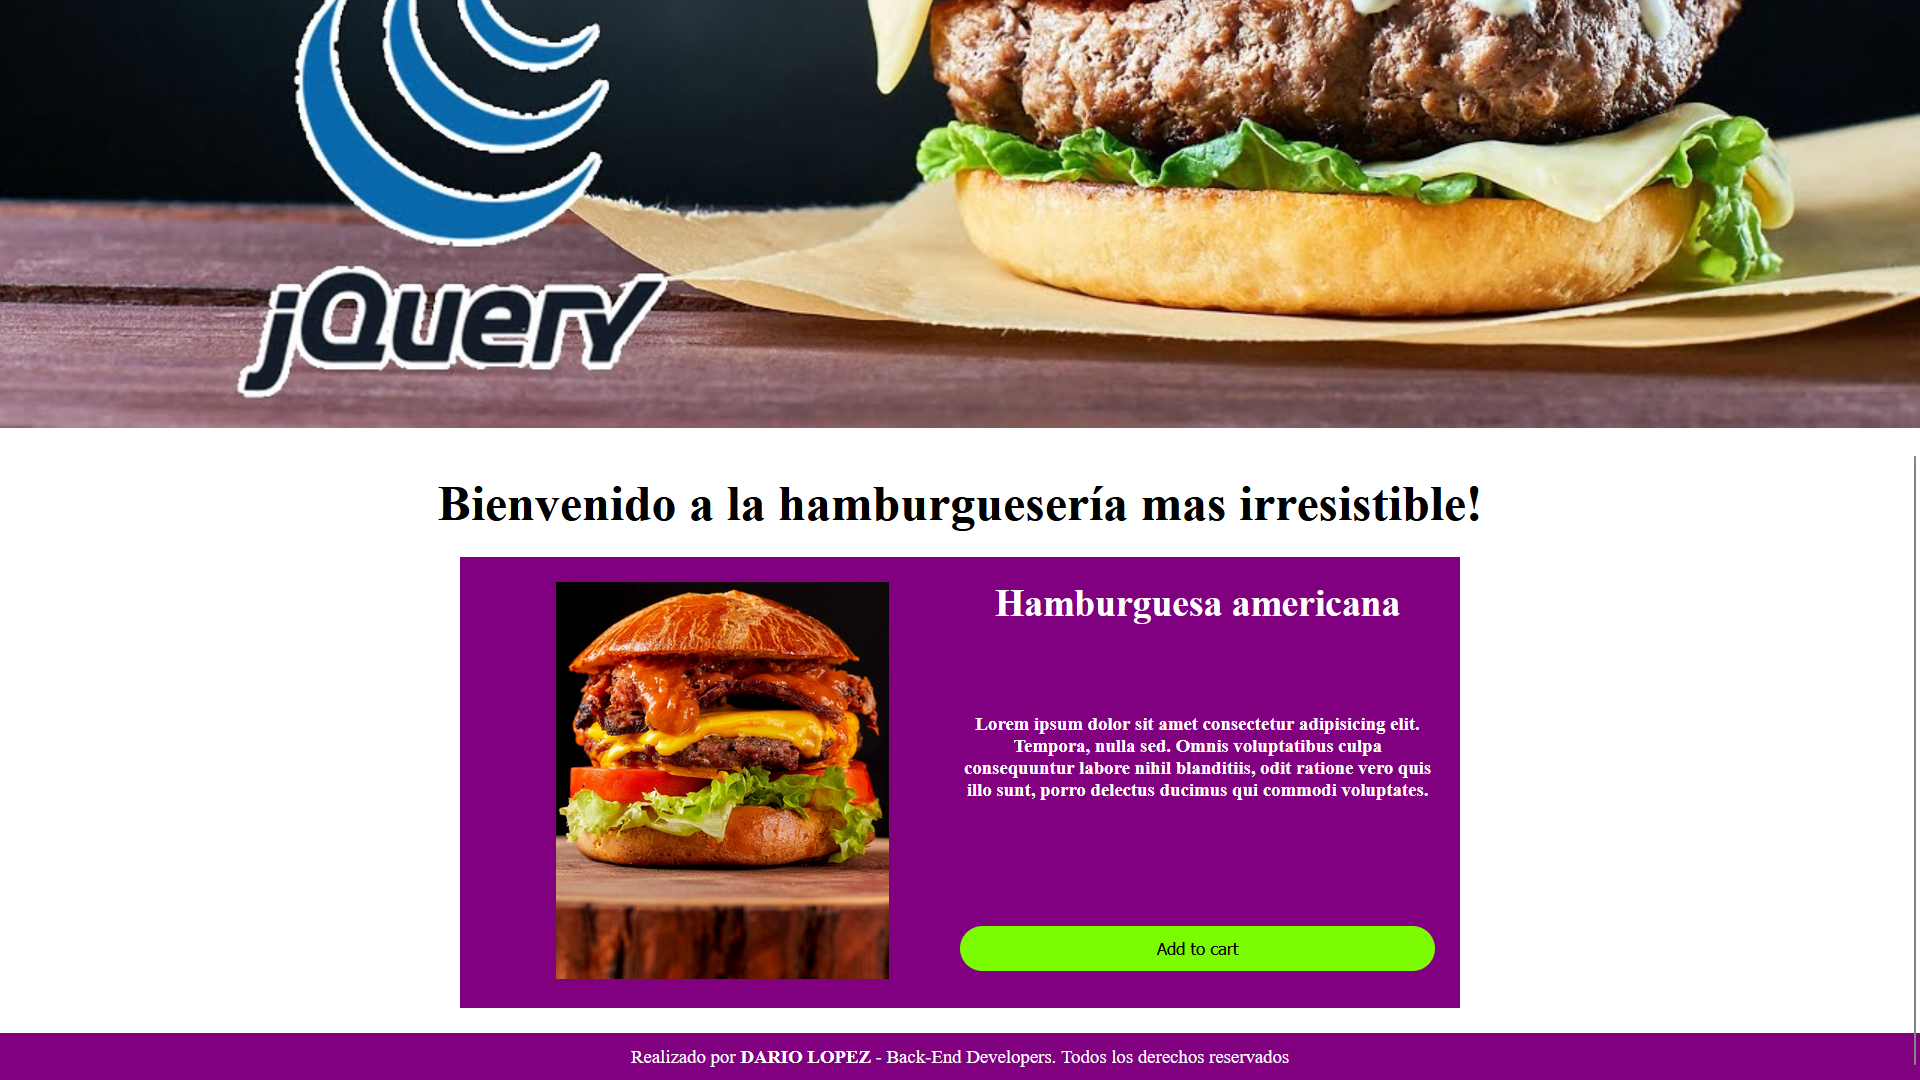 jQuery
Bienvenido a la hamburguesería mas irresistible!
Hamburguesa americana
Lorem ipsum dolor sit amet consectetur adipisicing elit.
Tempora, nulla sed. Omnis voluptatibus culpa
consequuntur labore nihil blanditiis, odit ratione vero quis
illo sunt, porro delectus ducimus qui commodi voluptates.
Add to cart
Realizado por DARIO LOPEZ - Back-End Developers. Todos los derechos reservados